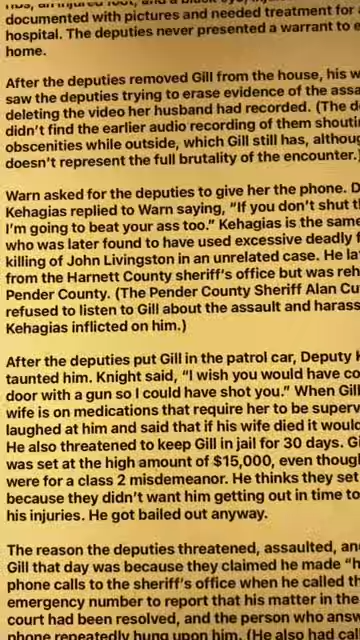 documented with pictures and needed treatment for
hospital. The deputies never presented a warrant to
home.
After the deputies removed Gill from the house, his
saw the deputies trying to erase evidence of the
deleting the video her husband had recorded. (The
didn't find the earlier audio recording of them
obscenities while outside, which Gill still has,
doesn't represent the full brutality of the encounter.)
Warn asked for the deputies to give her the phone.
Kehagias replied to Warn saying, "If you don't shut
I'm going to beat your ass too." Kehagias is the same
who was later found to have used excessive deadly
killing of John Livingston in an unrelated case. He
from the Harnett County sheriff's office but was
Pender County. (The Pender County Sheriff Alan
refused to listen to Gill about the assault and
Kehagias inflicted on him.)
After the deputies put Gill in the patrol car, Deputy
taunted him. Knight said, "I wish you would have
door with a gun so I could have shot you." When Gill
wife is on medications that require her to be
laughed at him and said that if his wife died it would
He also threatened to keep Gill in jail for 30 days.
was set at the high amount of $15,000, even though
were for a class 2 misdemeanor. He thinks they set
because they didn't want him getting out in time to
his injuries. He got bailed out anyway.
The reason the deputies threatened, assaulted,
Gill that day was because they claimed he made
phone calls to the sheriff's office when he called
emergency number to report that his matter in the
court had been resolved, and the person who
phone repeatedly hung upon him. (He also had